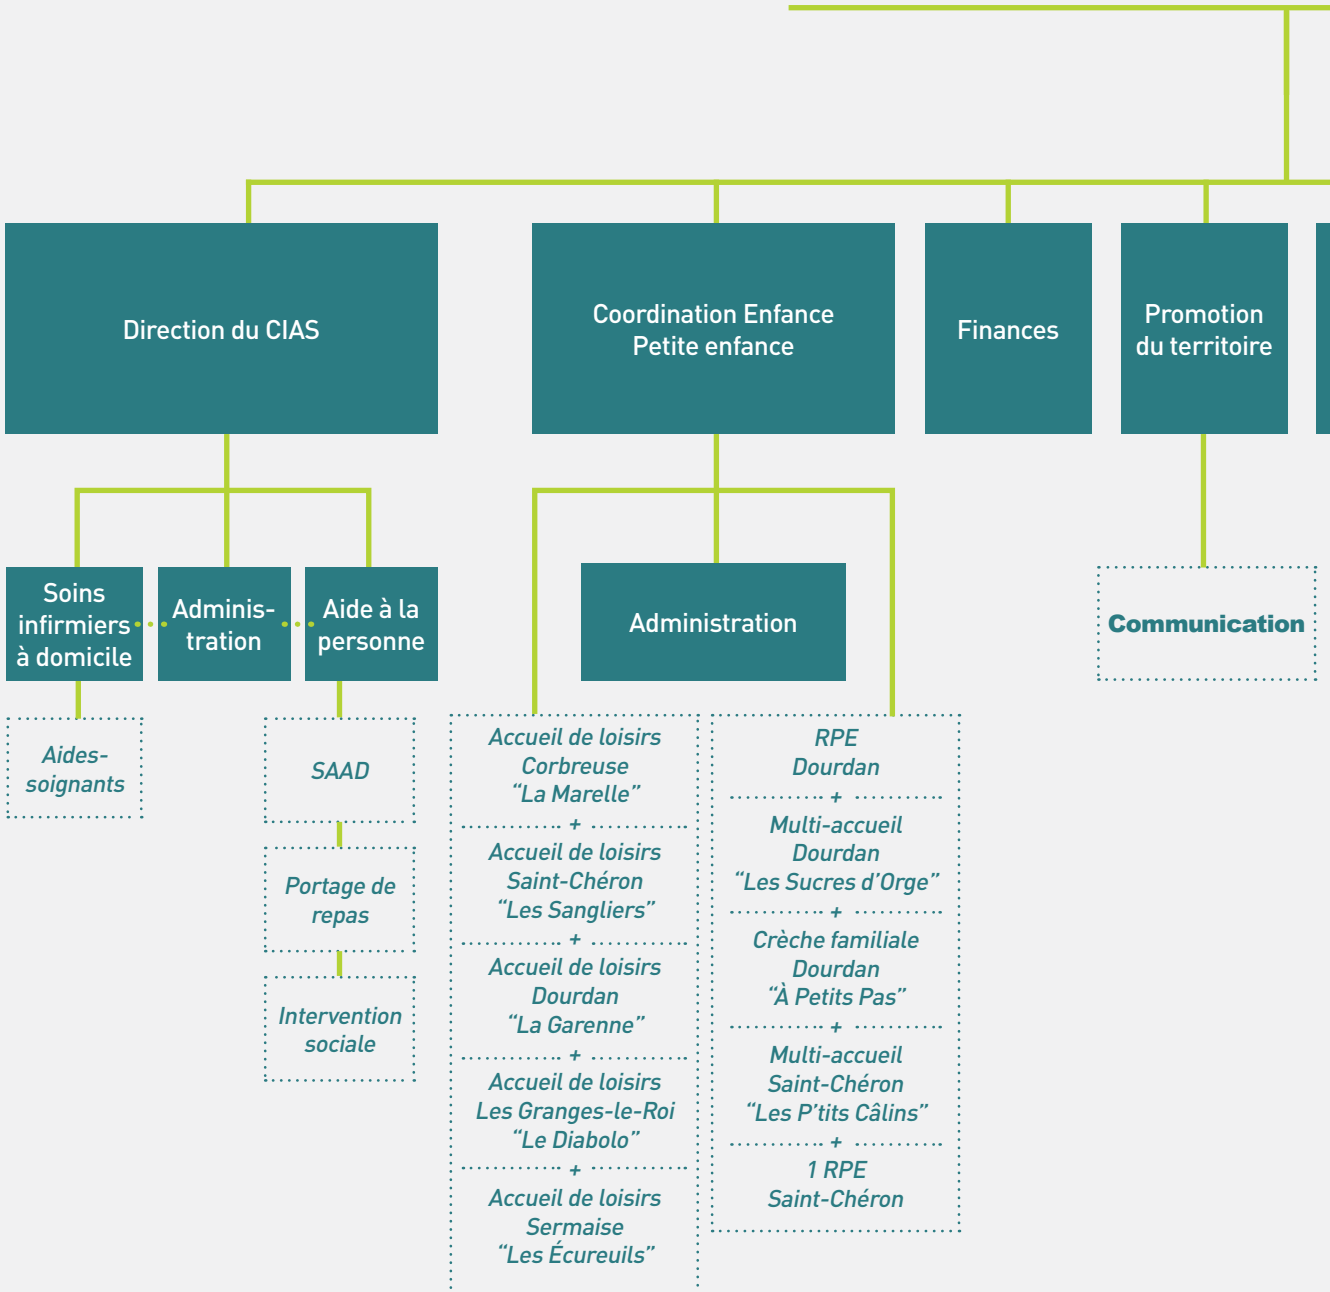 Direction du CIAS
Coordination Enfance
Petite enfance
Finances
Promotion
du territoire
Soins
infirmiers
à domicile
Adminis-
tration
Aide à la
personne
Administration
Communication
Aides-
soignants
SAAD
Portage de
repas
Intervention
sociale
Accueil de loisirs
Corbreuse
“La Marelle”
+
Accueil de loisirs
Saint-Chéron
“Les Sangliers”
+
Accueil de loisirs
Dourdan
“La Garenne”
+
Accueil de loisirs
Les Granges-le-Roi
“Le Diabolo”
+
Accueil de loisirs
Sermaise
“Les Écureuils”
RPE
Dourdan
+
Multi-accueil
Dourdan
“Les Sucres d’Orge”
+
Crèche familiale
Dourdan
“À Petits Pas”
+
Multi-accueil
Saint-Chéron
“Les P’tits Câlins”
+
1 RPE
Saint-Chéron